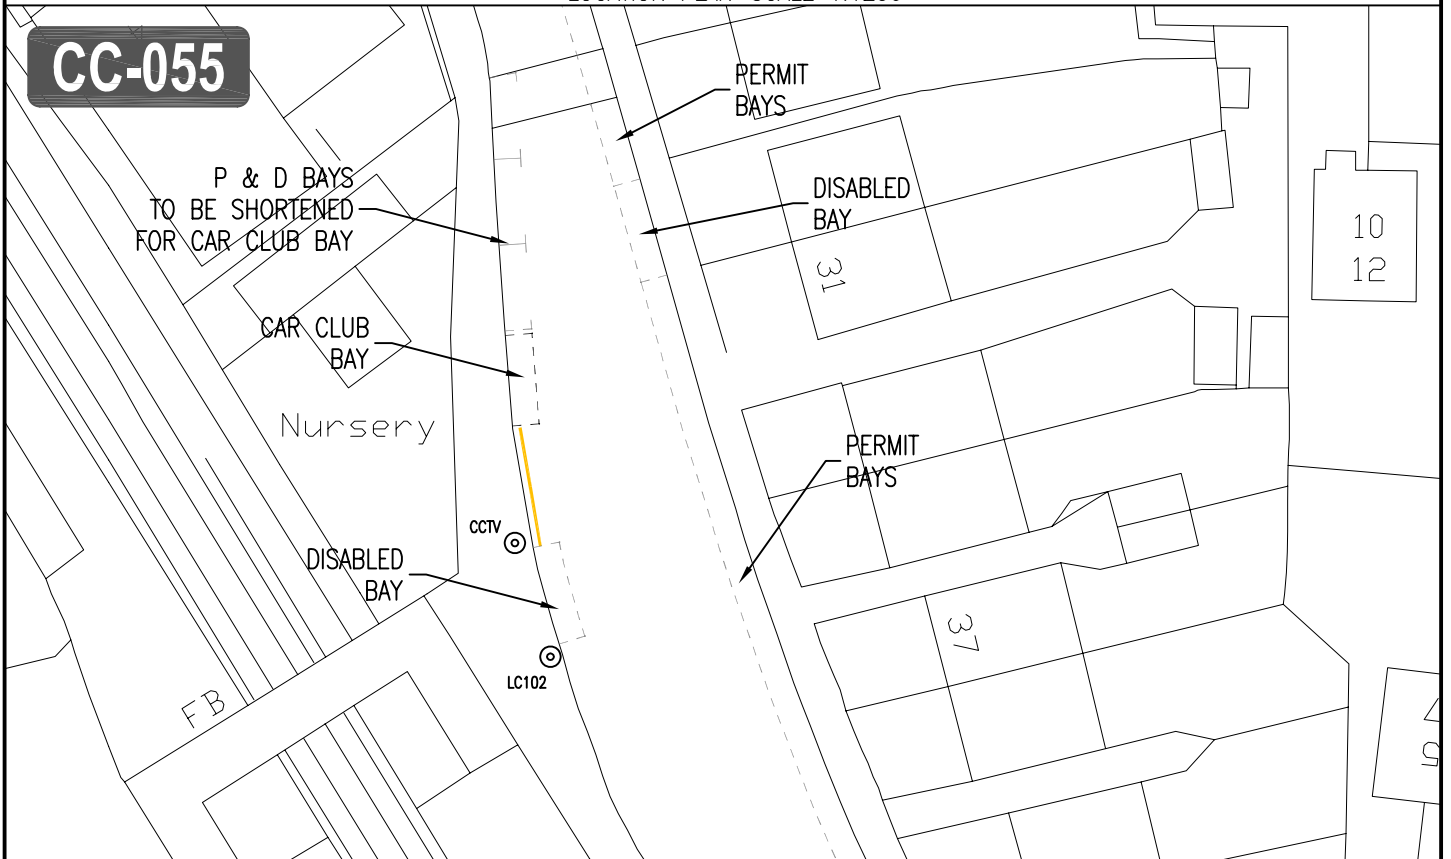 CC-055
PERMIT
BAYS
P & D BAYS
TO BE SHORTENED
FOR CAR CLUB BAY
DISABLED
BAY
10
12
31
CAR CLUB
BAY
Nursery
PERMIT
BAYS
CCTV
DISABLED
BAY
37
LC102
FB
5